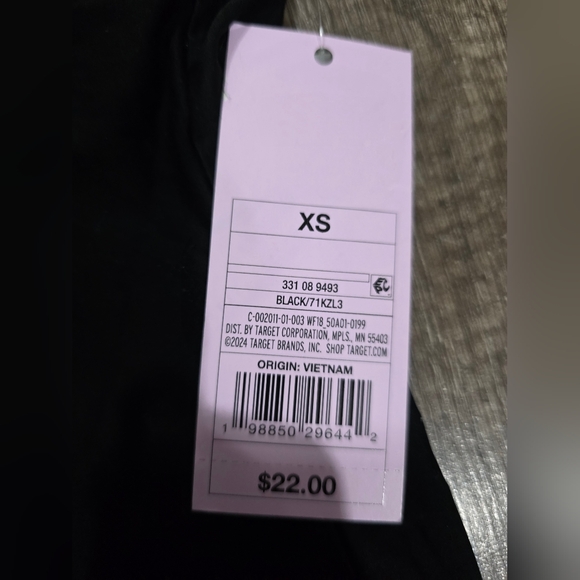 XS
331 08 9493
BLACK/71KZL3
C-002011-01-003 WF18_50A01-0199
DIST. BY TARGET CORPORATION, MPLS., MN 55403
©2024 TARGET BRANDS, INC. SHOP TARGET.COM
ORIGIN: VIETNAM
1 98850 29644 2
$22.00